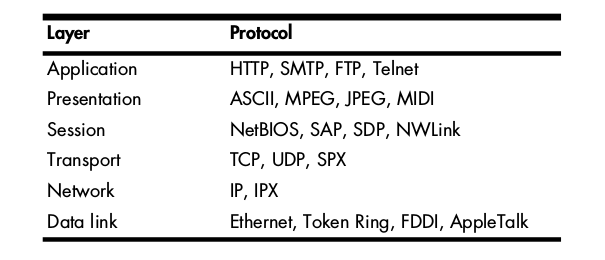 Layer Protocol
Application HTTP, SMTP, FTP, Telnet
Presentation ASCII, MPEG, JPEG, MIDI
Session NetBIOS, SAP, SDP, NWLink
Transport TCP, UDP, SPX
Network IP, IPX
Data link Ethernet, Token Ring, FDDI, AppleTalk